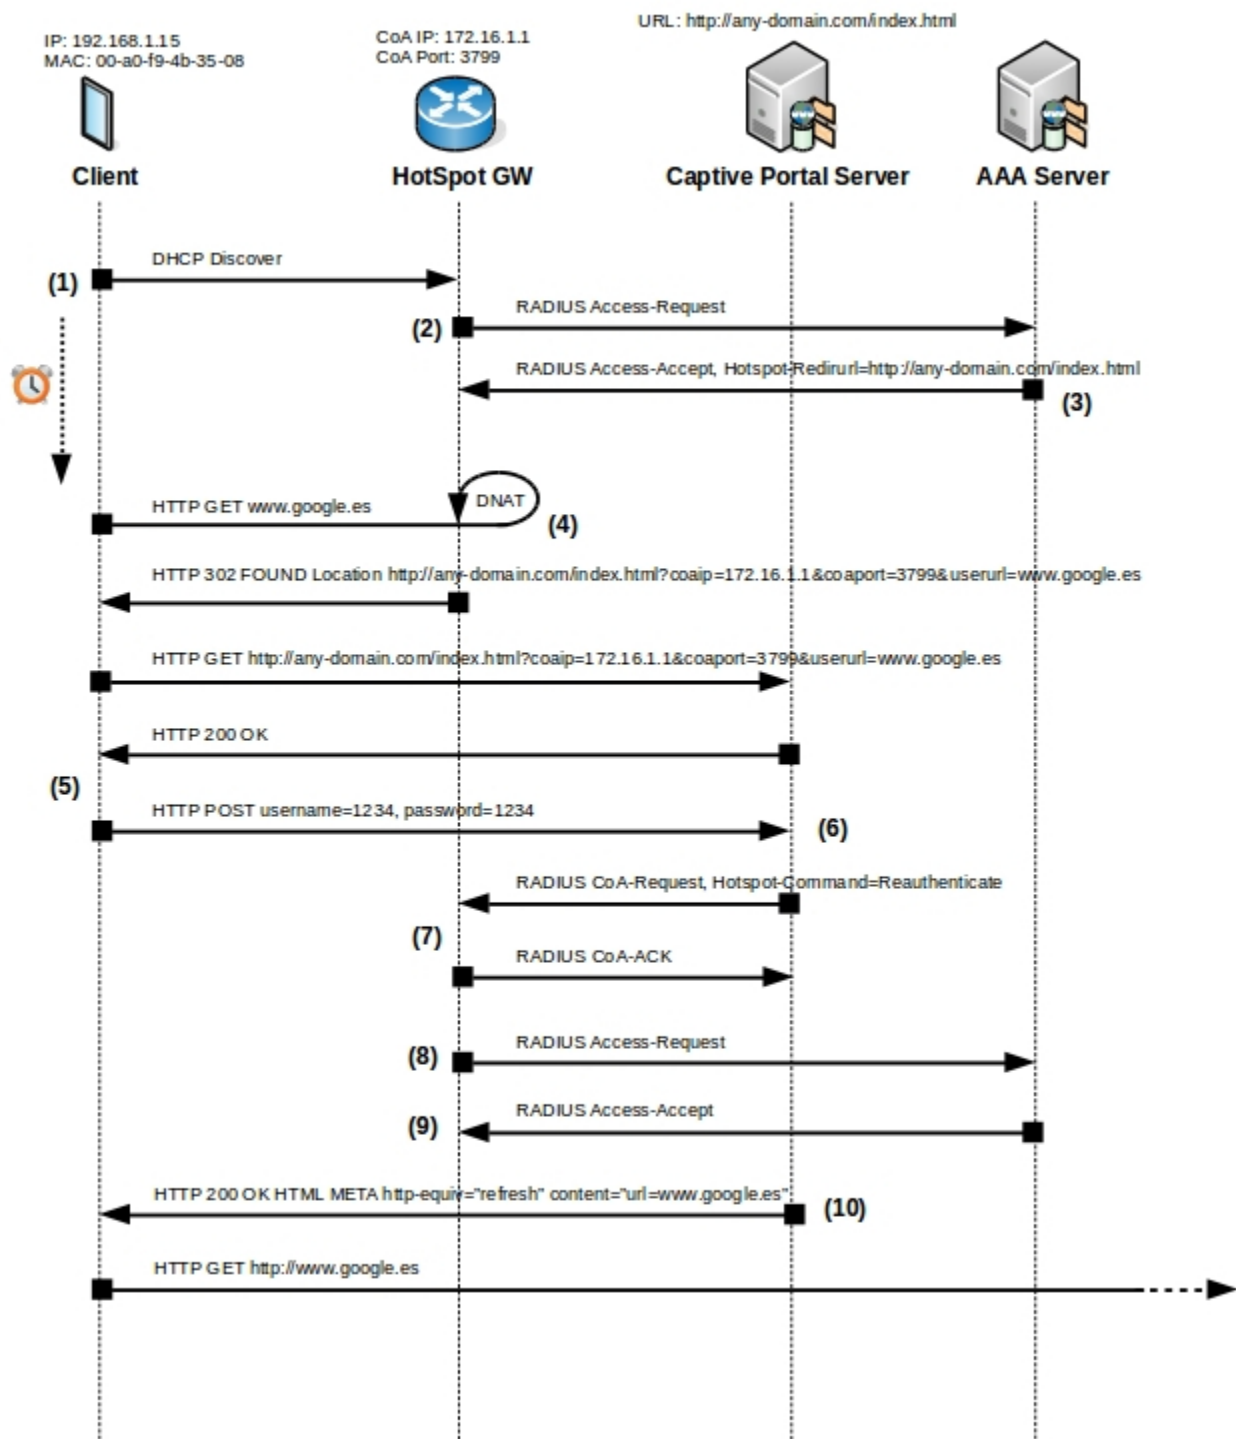 URL: http://any-domain.com/index.html
IP: 192.168.1.15
MAC: 00-a0-f9-4b-35-08
CoA IP: 172.16.1.1
CoA Port: 3799
Client
HotSpot GW
Captive Portal Server
AAA Server
DHCP Discover
(1)
RADIUS Access-Request
(2)
RADIUS Access-Accept, Hotspot-Redirurl=http://any-domain.com/index.html
(3)
HTTP GET www.google.es
DNAT
(4)
HTTP 302 FOUND Location http://any-domain.com/index.html?coaip=172.16.1.1&coaport=3799&userurl=www.google.es
HTTP GET http://any-domain.com/index.html?coaip=172.16.1.1&coaport=3799&userurl=www.google.es
HTTP 200 OK
(5)
HTTP POST username=1234, password=1234
(6)
RADIUS CoA-Request, Hotspot-Command=Reauthenticate
(7)
RADIUS CoA-ACK
RADIUS Access-Request
(8)
RADIUS Access-Accept
(9)
HTTP 200 OK HTML META http-equiv="refresh" content="url=www.google.es"
(10)
HTTP GET http://www.google.es